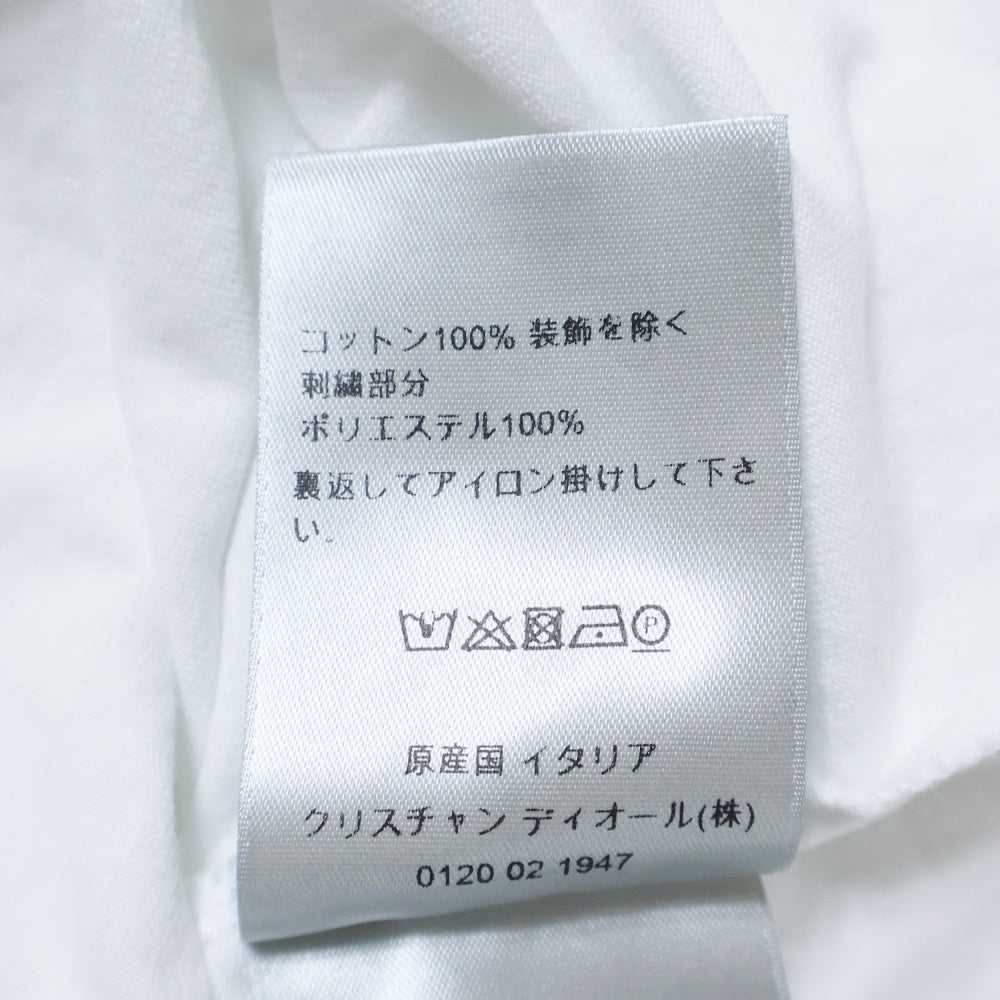 コットン100% 装飾を除く
刺繍部分
ポリエステル100%
裏返してアイロン掛けして下さ
い。
P
原産国 イタリア
クリスチャン ディオール(株)
0120 02 1947